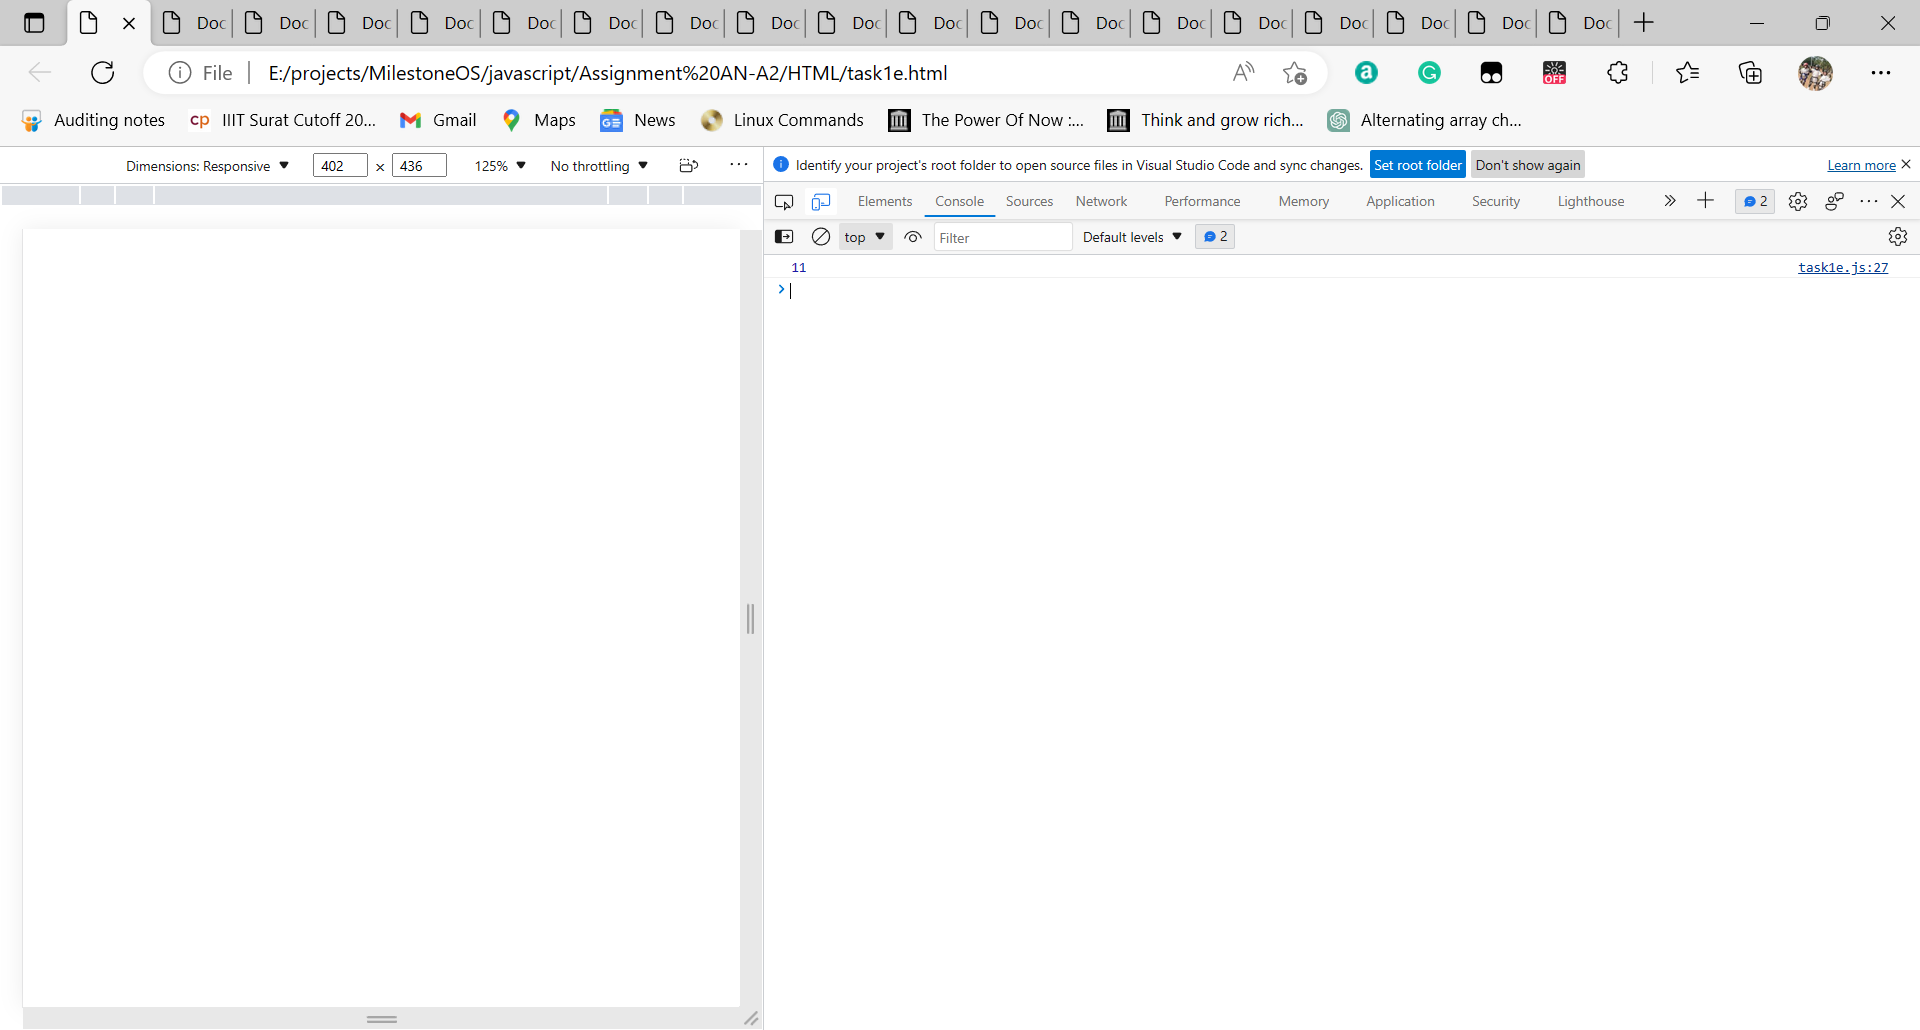 Doc Doc Doc Doc Doc Doc Doc Doc Doc Doc Doc Doc Doc Doc Doc Doc Doc Doc
File E:/projects/MilestoneOS/javascript/Assignment%20AN-A2/HTML/task1e.html
Auditing notes IIIT Surat Cutoff 20... Gmail Maps News Linux Commands The Power Of Now :... Think and grow rich... Alternating array ch...
Dimensions: Responsive 402 × 436 125% No throttling
Identify your project's root folder to open source files in Visual Studio Code and sync changes. Set root folder Don't show again Learn more
Elements Console Sources Network Performance Memory Application Security Lighthouse 2
top Filter Default levels 2
11 task1e.js:27